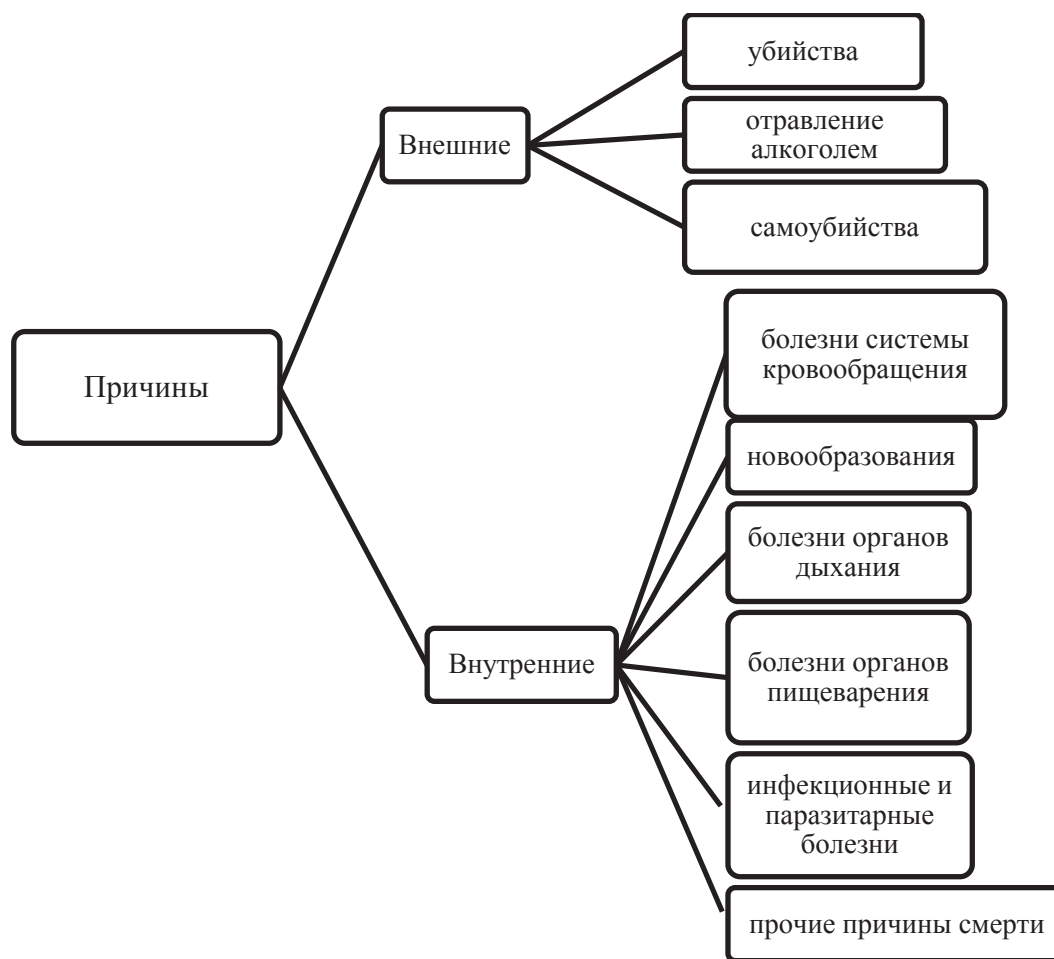 Причины
Внешние
убийства
отравление
алкоголем
самоубийства
Внутренние
болезни системы
кровообращения
новообразования
болезни органов
дыхания
болезни органов
пищеварения
инфекционные и
паразитарные
болезни
прочие причины смерти